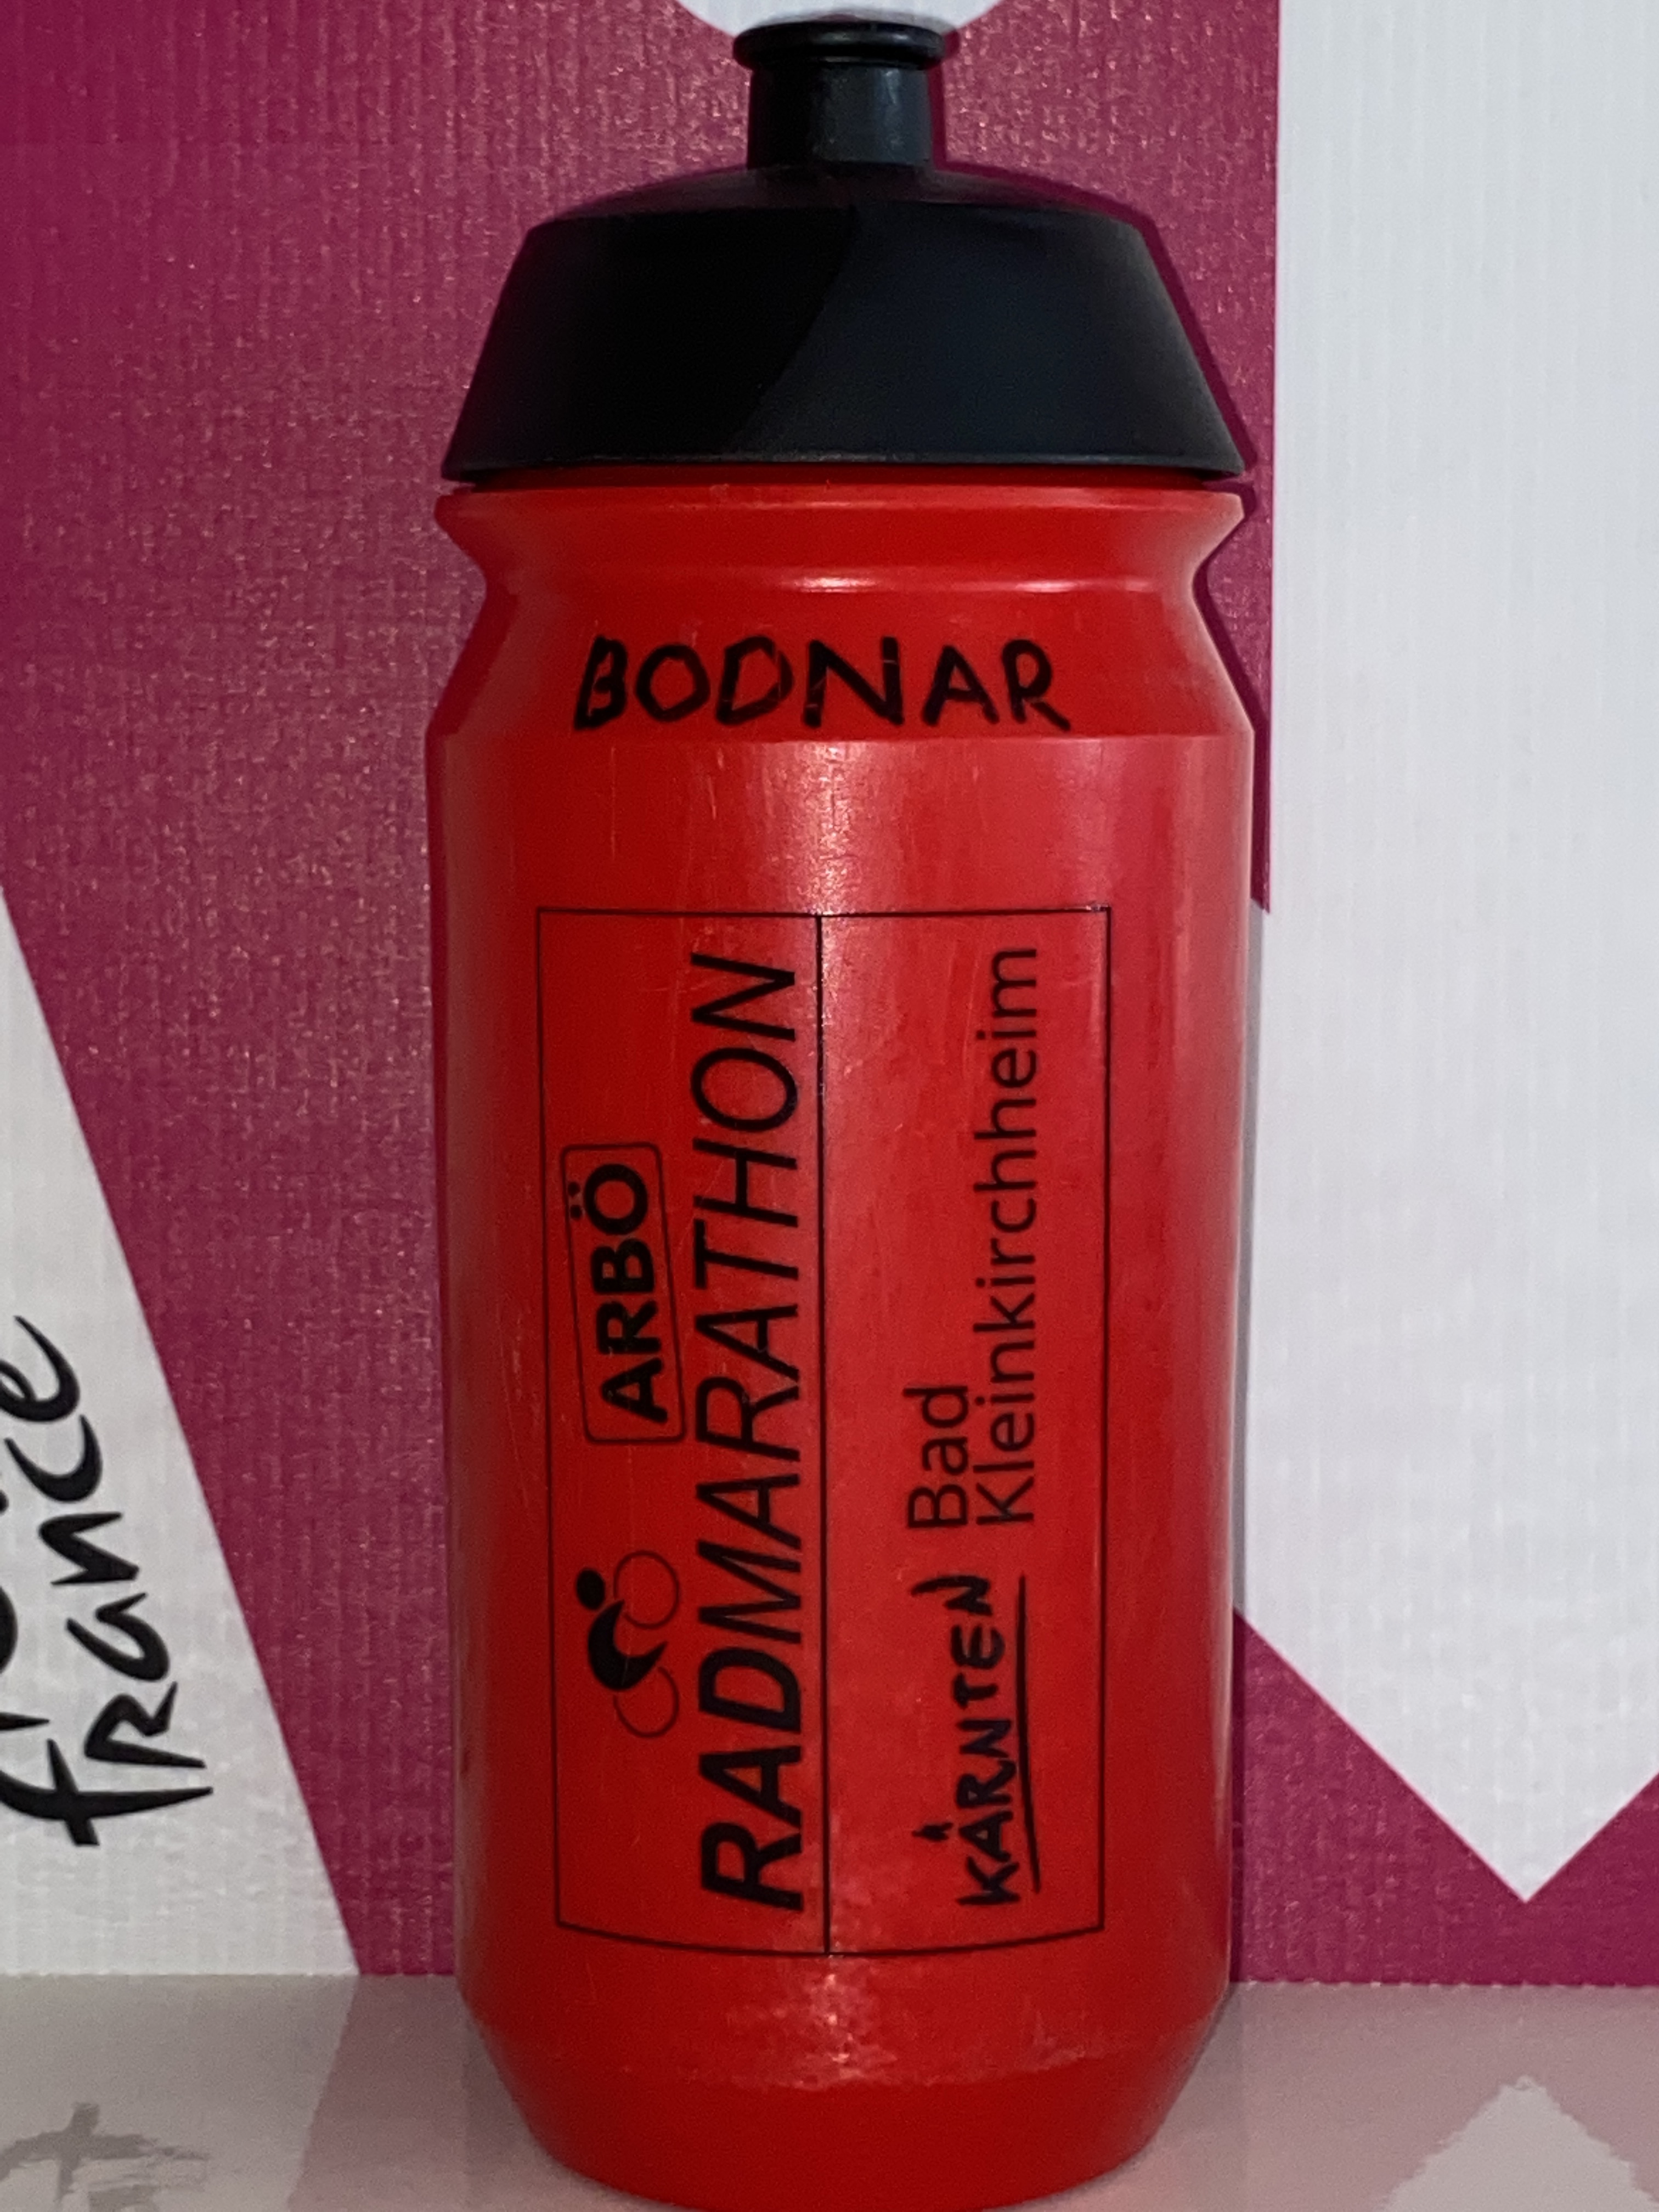 BODNAR
ARBÖ
RADMARATHON
KÄRNTEN
Bad
Kleinkirchheim
france